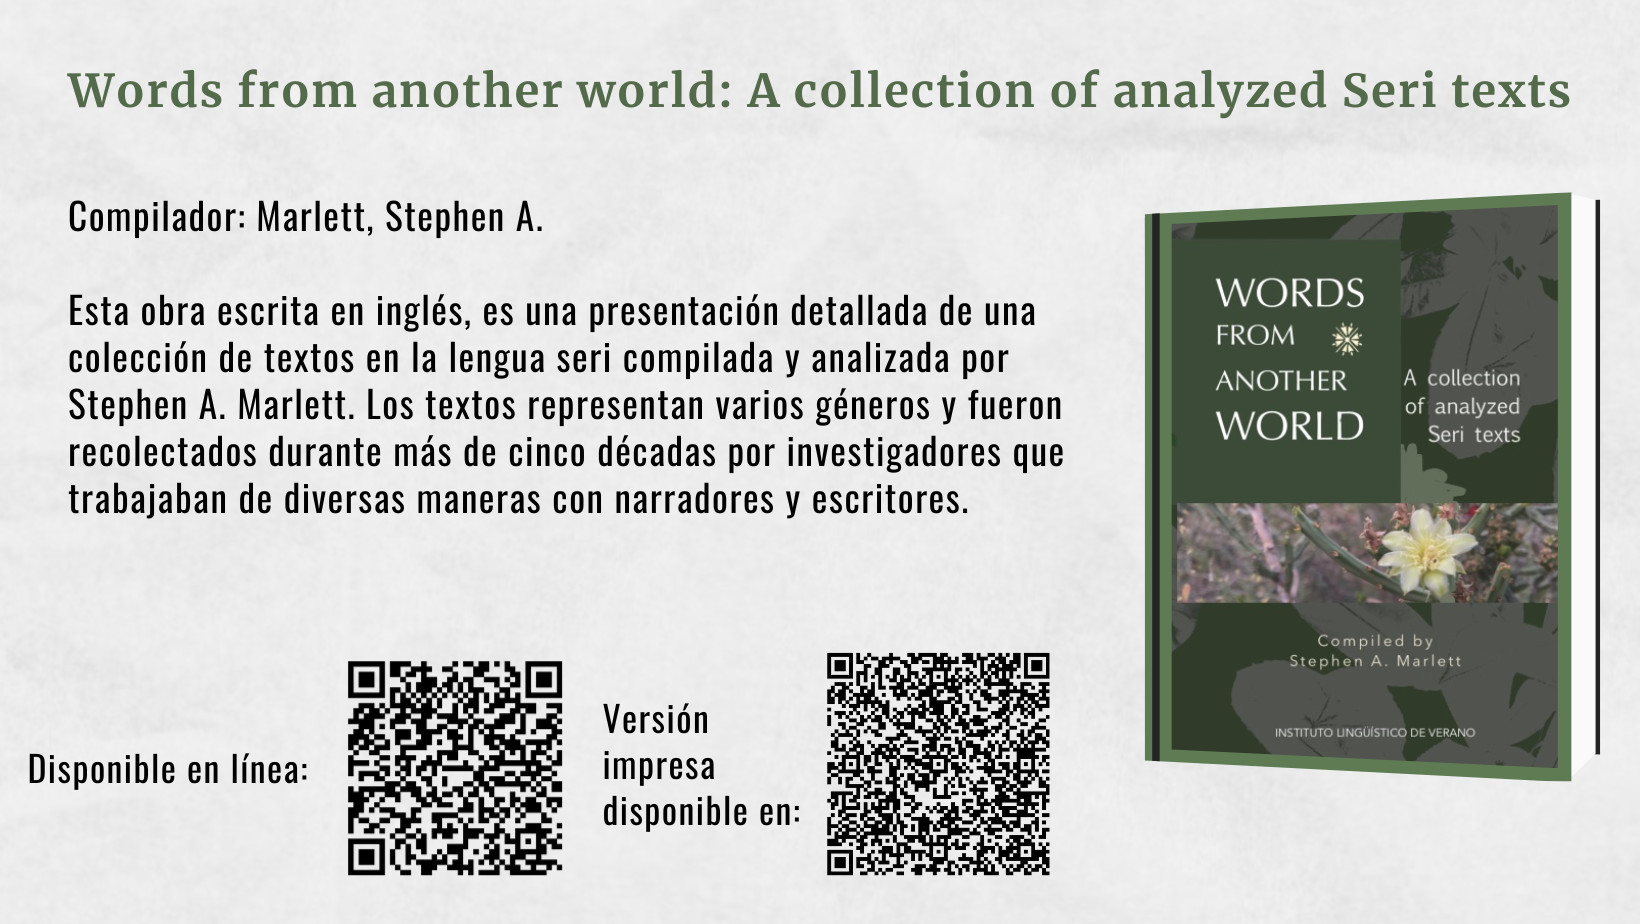 Words from another world: A collection of analyzed Seri texts
Compilador: Marlett, Stephen A.
Esta obra escrita en inglés, es una presentación detallada de una
colección de textos en la lengua seri compilada y analizada por
Stephen A. Marlett. Los textos representan varios géneros y fueron
recolectados durante más de cinco décadas por investigadores que
trabajaban de diversas maneras con narradores y escritores.
Disponible en línea:
Versión
impresa
disponible en:
WORDS
FROM
ANOTHER
WORLD
A collection
of analyzed
Seri texts
Compiled by
Stephen A. Marlett
INSTITUTO LINGÜÍSTICO DE VERANO